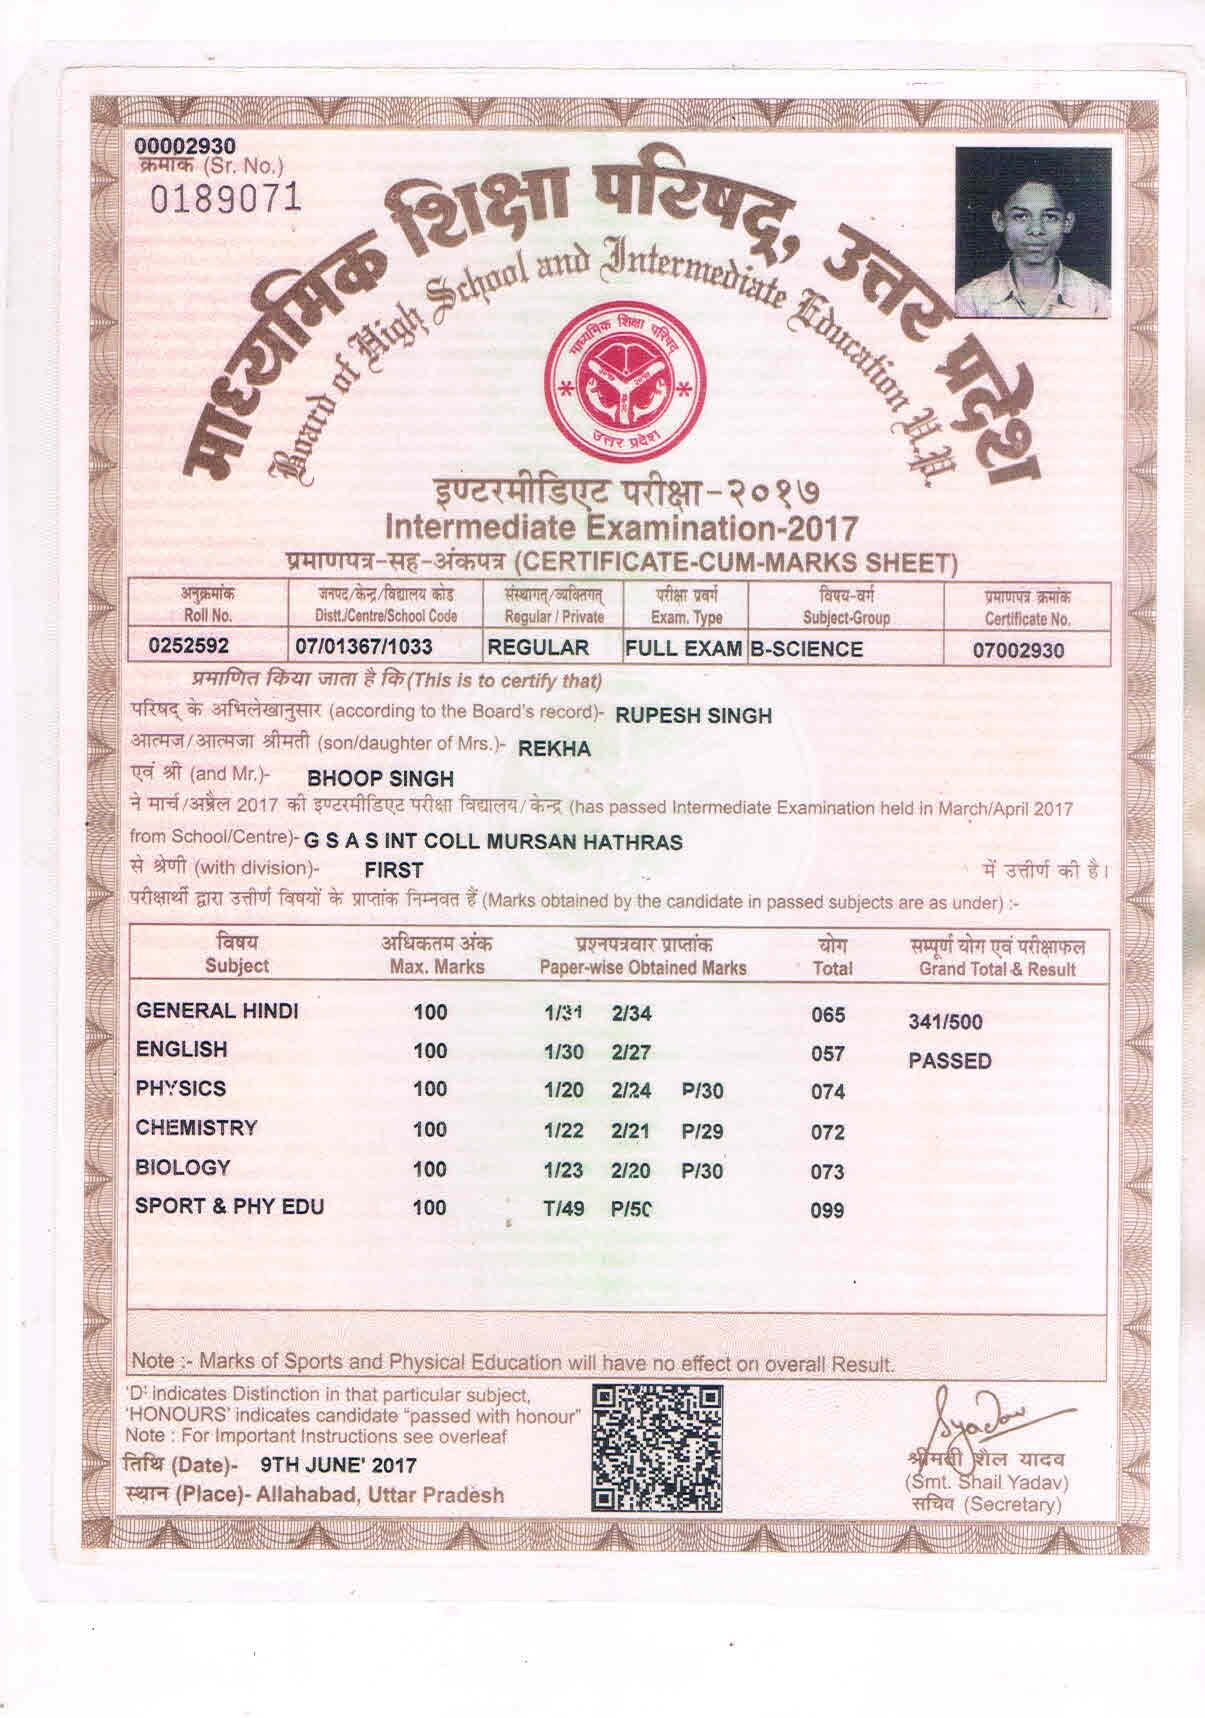 00002930
क्रमांक (Sr. No.)
0189071
माध्यमिक शिक्षा परिषद्, उत्तर प्रदेश
Board of High School and Intermediate Education U.P.
माध्यमिक शिक्षा परिषद्
उत्तर प्रदेश
इण्टरमीडिएट परीक्षा-२०१७
Intermediate Examination-2017
प्रमाणपत्र-सह-अंकपत्र (CERTIFICATE-CUM-MARKS SHEET)
अनुक्रमांक जनपद/केन्द्र/विद्यालय कोड संस्थागत/व्यक्तिगत परीक्षा प्रवर्ग विषय-वर्ग प्रमाणपत्र क्रमांक
Roll No. Distt./Centre/School Code Regular / Private Exam. Type Subject-Group Certificate No.
0252592 07/01367/1033 REGULAR FULL EXAM B-SCIENCE 07002930
प्रमाणित किया जाता है कि (This is to certify that)
परिषद् के अभिलेखानुसार (according to the Board's record)- RUPESH SINGH
आत्मज/आत्मजा श्रीमती (son/daughter of Mrs.)- REKHA
एवं श्री (and Mr.)- BHOOP SINGH
ने मार्च/अप्रैल 2017 की इण्टरमीडिएट परीक्षा विद्यालय/केन्द्र (has passed Intermediate Examination held in March/April 2017
from School/Centre)- G S A S INT COLL MURSAN HATHRAS
से श्रेणी (with division)- FIRST में उत्तीर्ण की है।
परीक्षार्थी द्वारा उत्तीर्ण विषयों के प्राप्तांक निम्नवत हैं (Marks obtained by the candidate in passed subjects are as under) :-
विषय अधिकतम अंक प्रश्नपत्रवार प्राप्तांक योग सम्पूर्ण योग एवं परीक्षाफल
Subject Max. Marks Paper-wise Obtained Marks Total Grand Total & Result
GENERAL HINDI 100 1/31 2/34 065 341/500
ENGLISH 100 1/30 2/27 057 PASSED
PHYSICS 100 1/20 2/24 P/30 074
CHEMISTRY 100 1/22 2/21 P/29 072
BIOLOGY 100 1/23 2/20 P/30 073
SPORT & PHY EDU 100 T/49 P/50 099
Note :- Marks of Sports and Physical Education will have no effect on overall Result.
'D' indicates Distinction in that particular subject,
'HONOURS' indicates candidate "passed with honour"
Note : For Important Instructions see overleaf
तिथि (Date)- 9TH JUNE' 2017
स्थान (Place)- Allahabad, Uttar Pradesh
Syadav
श्रीमती शैल यादव
(Smt. Shail Yadav)
सचिव (Secretary)